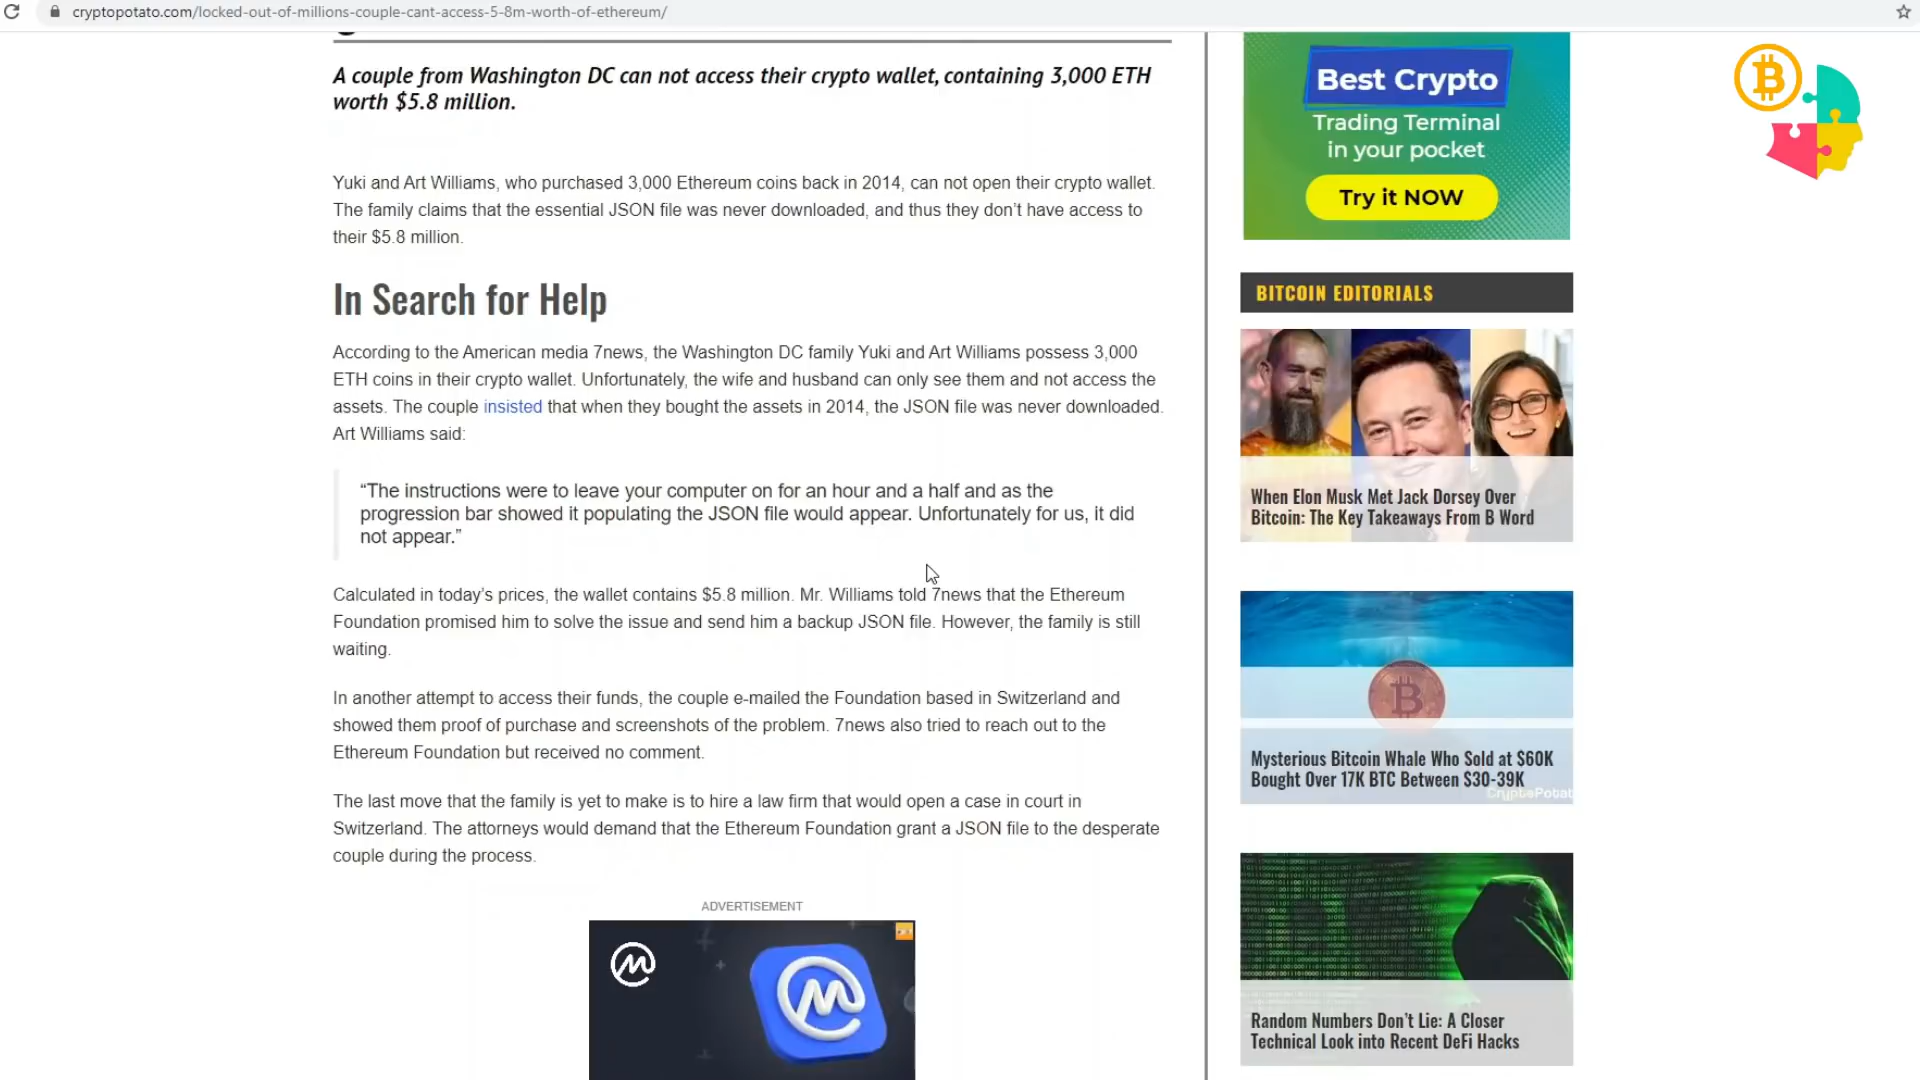 cryptopotato.com/locked-out-of-millions-couple-cant-access-5-8m-worth-of-ethereum/
A couple from Washington DC can not access their crypto wallet, containing 3,000 ETH
worth $5.8 million.
Yuki and Art Williams, who purchased 3,000 Ethereum coins back in 2014, can not open their crypto wallet.
The family claims that the essential JSON file was never downloaded, and thus they don't have access to
their $5.8 million.
In Search for Help
According to the American media 7news, the Washington DC family Yuki and Art Williams possess 3,000
ETH coins in their crypto wallet. Unfortunately, the wife and husband can only see them and not access the
assets. The couple insisted that when they bought the assets in 2014, the JSON file was never downloaded.
Art Williams said:
“The instructions were to leave your computer on for an hour and a half and as the
progression bar showed it populating the JSON file would appear. Unfortunately for us, it did
not appear.”
Calculated in today's prices, the wallet contains $5.8 million. Mr. Williams told 7news that the Ethereum
Foundation promised him to solve the issue and send him a backup JSON file. However, the family is still
waiting.
In another attempt to access their funds, the couple e-mailed the Foundation based in Switzerland and
showed them proof of purchase and screenshots of the problem. 7news also tried to reach out to the
Ethereum Foundation but received no comment.
The last move that the family is yet to make is to hire a law firm that would open a case in court in
Switzerland. The attorneys would demand that the Ethereum Foundation grant a JSON file to the desperate
couple during the process.
ADVERTISEMENT
Best Crypto
Trading Terminal
in your pocket
Try it NOW
BITCOIN EDITORIALS
When Elon Musk Met Jack Dorsey Over
Bitcoin: The Key Takeaways From B Word
Mysterious Bitcoin Whale Who Sold at $60K
Bought Over 17K BTC Between $30-39K
CryptoPotat
Random Numbers Don't Lie: A Closer
Technical Look into Recent DeFi Hacks